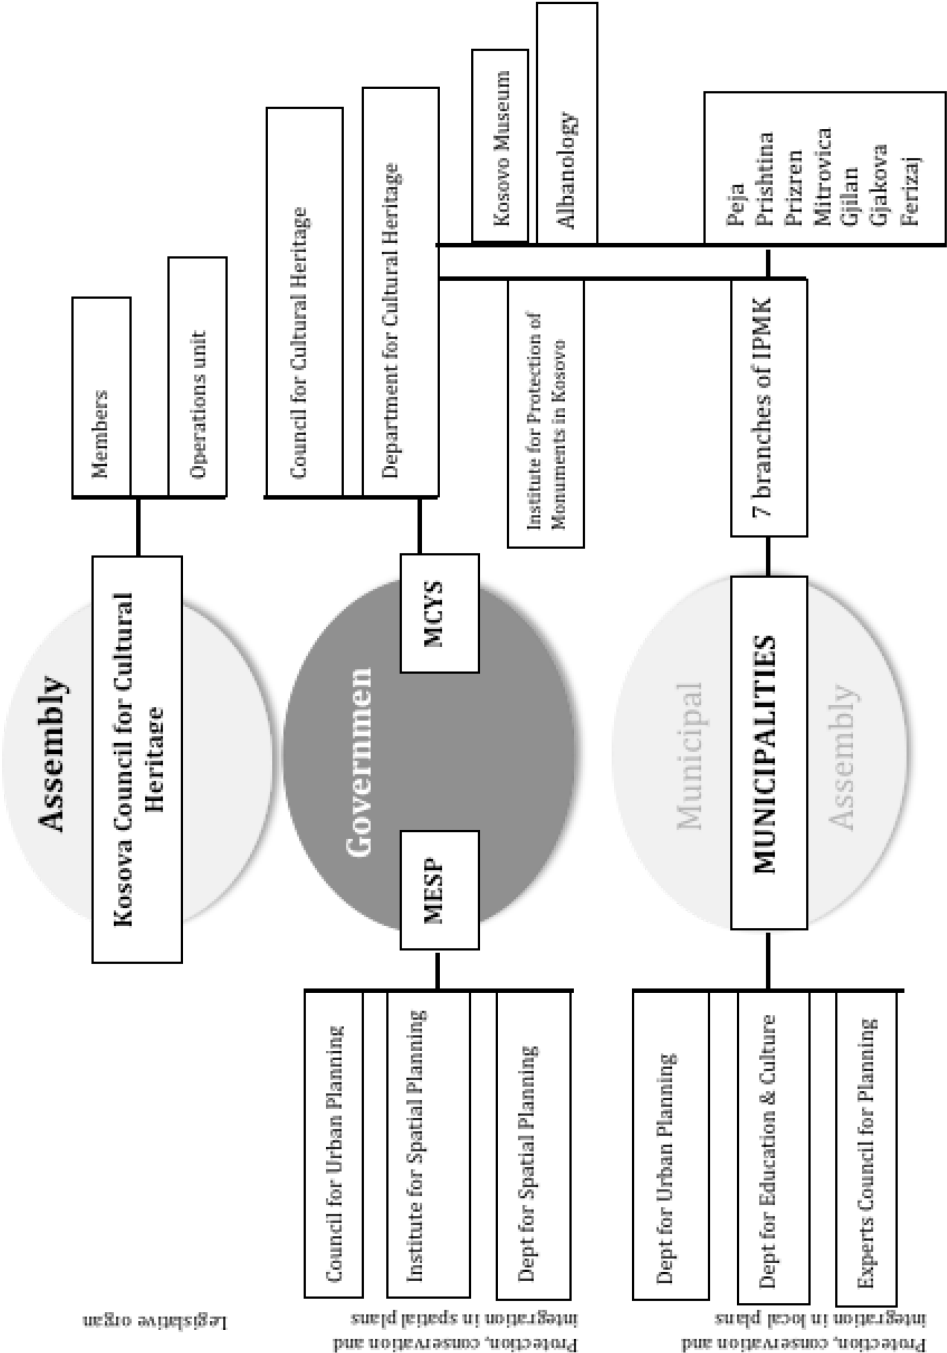 Legislative organ
Assembly
Kosova Council for Cultural
Heritage
Members
Operations unit
Protection, conservation and
integration in spatial plans
Council for Urban Planning
Institute for Spatial Planning
Dept for Spatial Planning
Governmen
MESP
MCYS
Council for Cultural Heritage
Department for Cultural Heritage
Institute for Protection of
Monuments in Kosovo
Kosovo Museum
Albanology
Protection, conservation and
integration in local plans
Dept for Urban Planning
Dept for Education & Culture
Experts Council for Planning
Municipal
MUNICIPALITIES
Assembly
7 branches of IPMK
Peja
Prishtina
Prizren
Mitrovica
Gjilan
Gjakova
Ferizaj